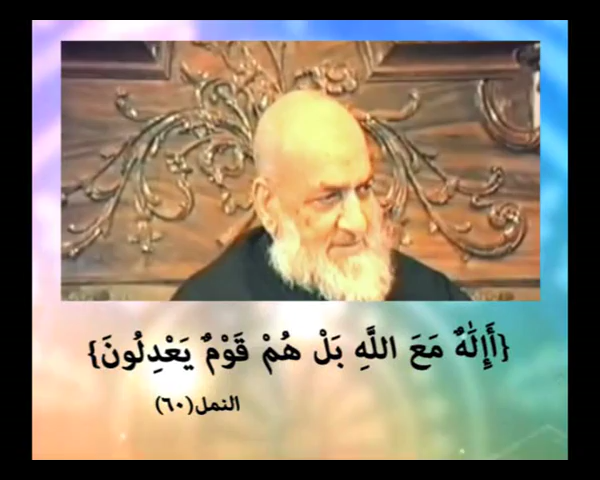 {أَإِلَٰهٌ مَعَ اللَّهِ بَلْ هُمْ قَوْمٌ يَعْدِلُونَ}
النمل(٦٠)